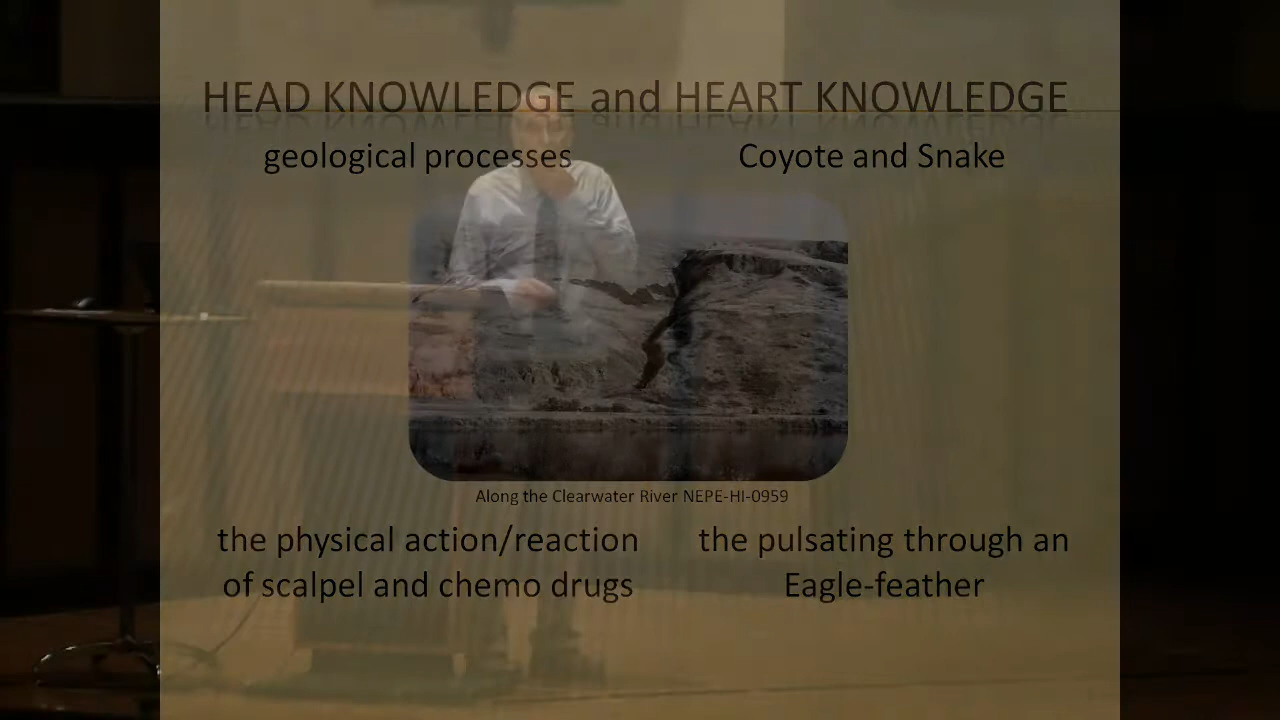 HEAD KNOWLEDGE and HEART KNOWLEDGE
geological processes
Coyote and Snake
Along the Clearwater River NEPE-HI-0959
the physical action/reaction
of scalpel and chemo drugs
the pulsating through an
Eagle-feather